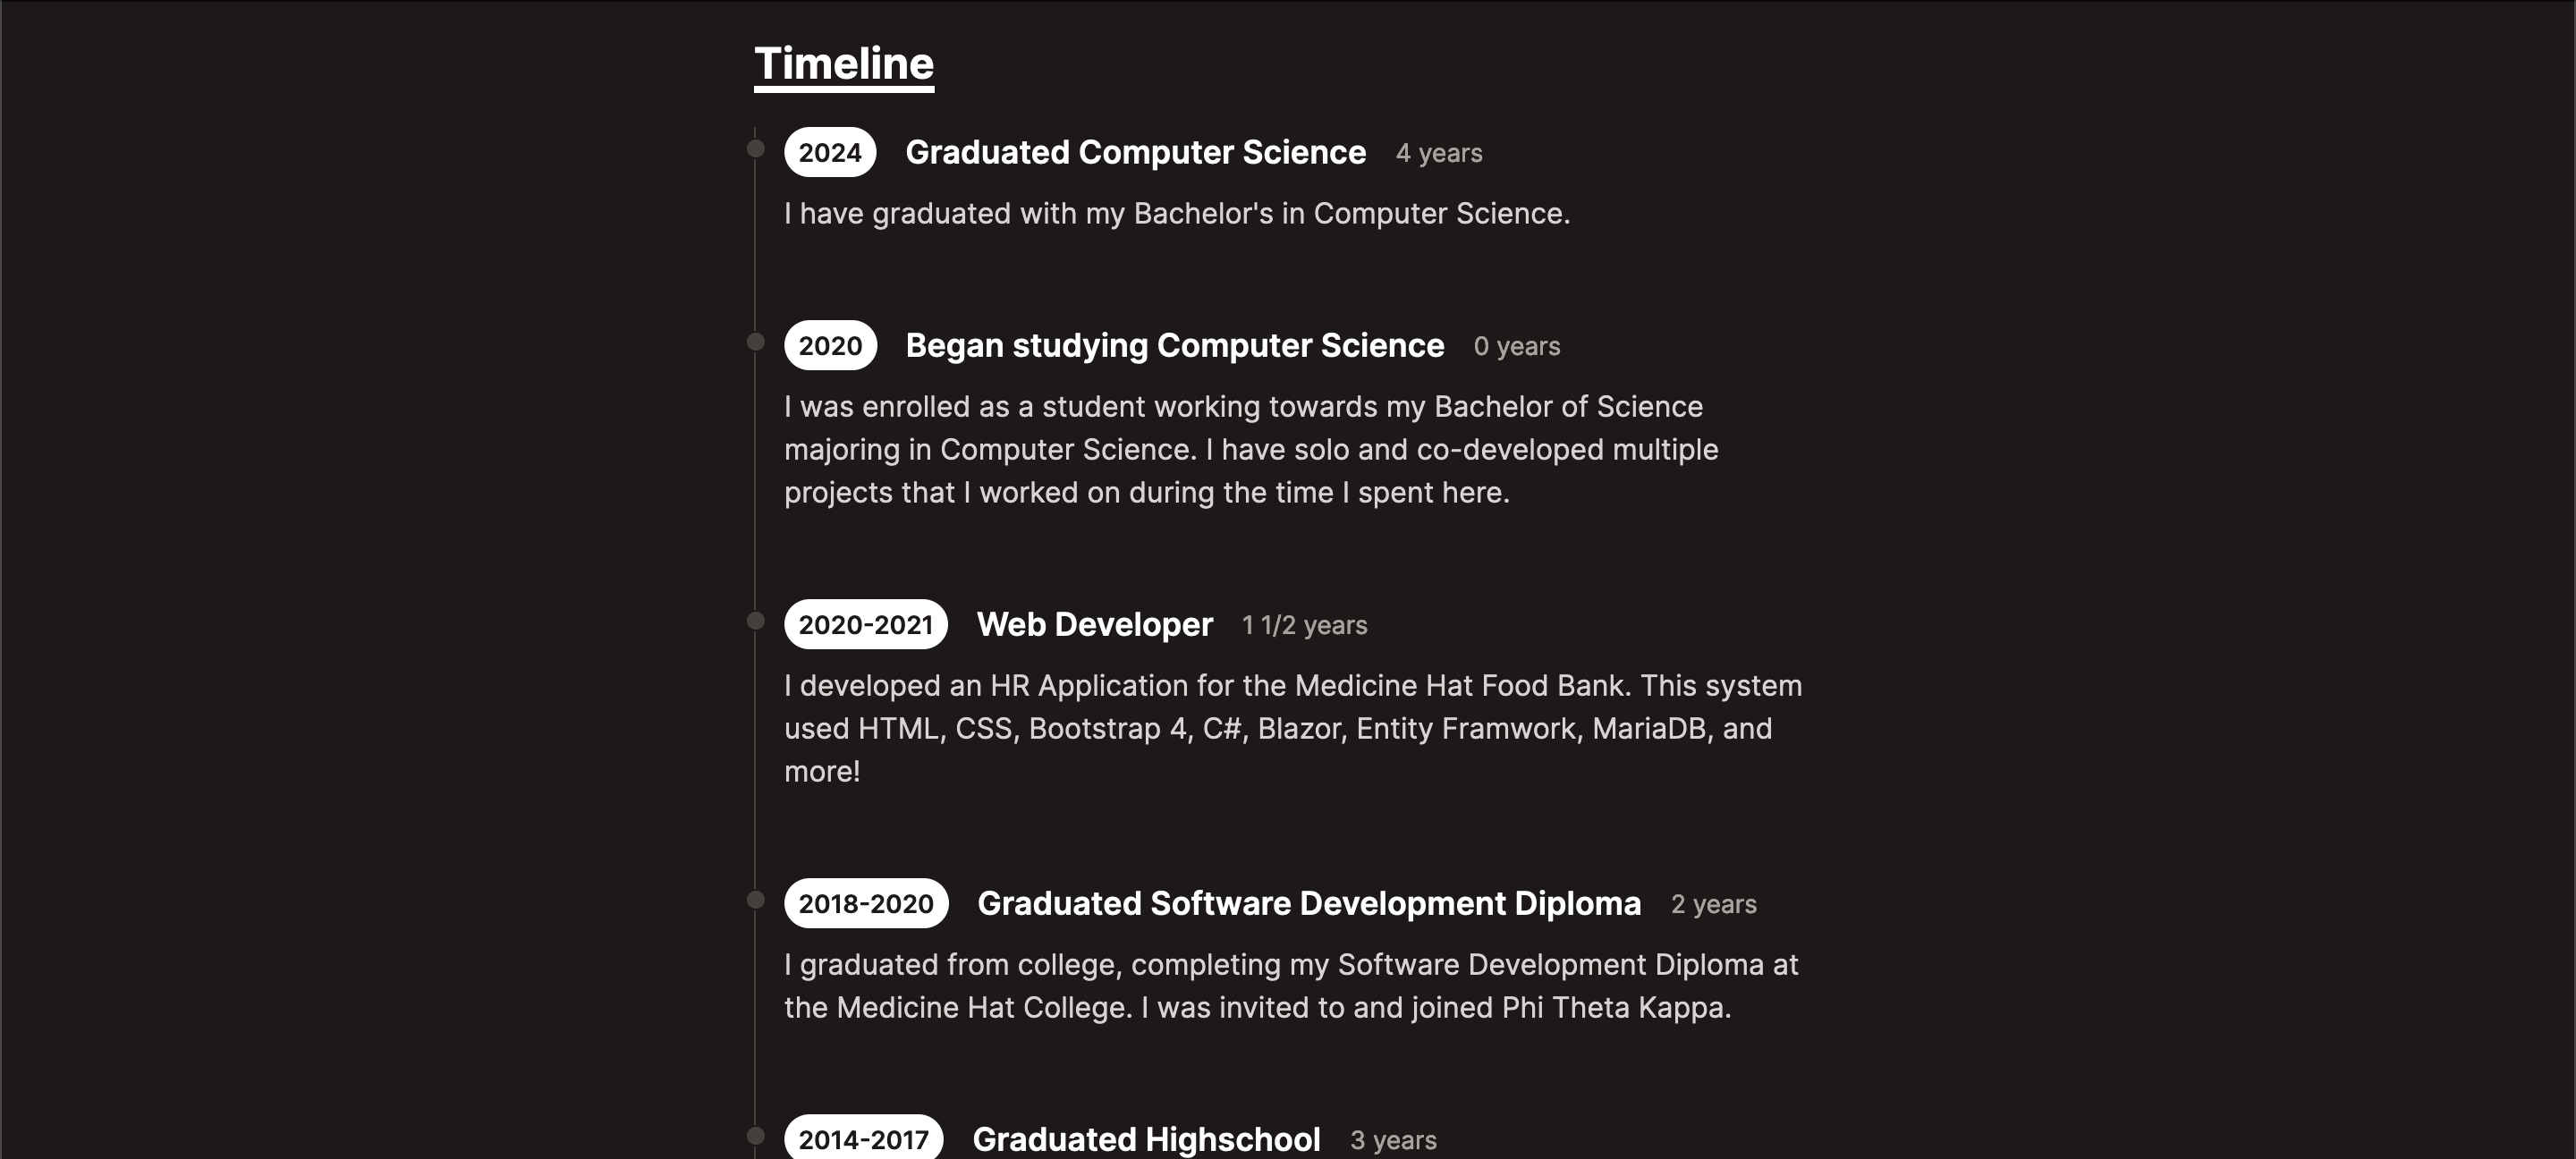 Timeline
2024 Graduated Computer Science 4 years
I have graduated with my Bachelor's in Computer Science.
2020 Began studying Computer Science 0 years
I was enrolled as a student working towards my Bachelor of Science
majoring in Computer Science. I have solo and co-developed multiple
projects that I worked on during the time I spent here.
2020-2021 Web Developer 1 1/2 years
I developed an HR Application for the Medicine Hat Food Bank. This system
used HTML, CSS, Bootstrap 4, C#, Blazor, Entity Framwork, MariaDB, and
more!
2018-2020 Graduated Software Development Diploma 2 years
I graduated from college, completing my Software Development Diploma at
the Medicine Hat College. I was invited to and joined Phi Theta Kappa.
2014-2017 Graduated Highschool 3 years